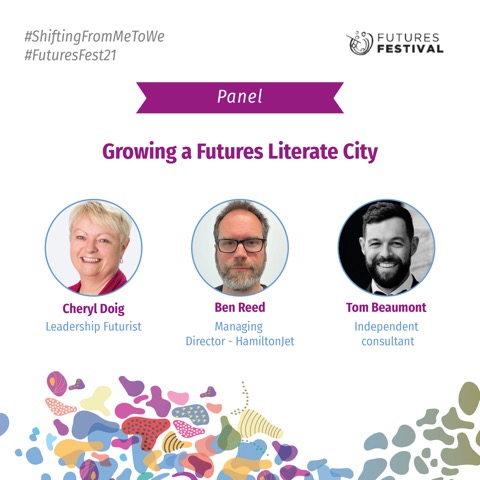 #ShiftingFromMeToWe
#FuturesFest21
FUTURES
FESTIVAL
Panel
Growing a Futures Literate City
Cheryl Doig
Leadership Futurist
Ben Reed
Managing
Director - HamiltonJet
Tom Beaumont
Independent
consultant